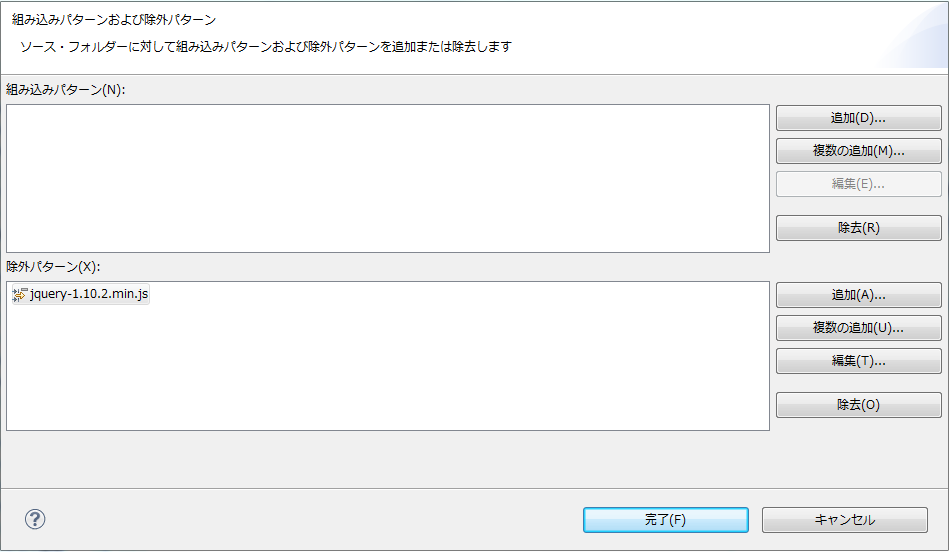 組み込みパターンおよび除外パターン
ソース・フォルダーに対して組み込みパターンおよび除外パターンを追加または除去します
組み込みパターン(N):
追加(D)...
複数の追加(M)...
編集(E)...
除去(R)
除外パターン(X):
jquery-1.10.2.min.js
追加(A)...
複数の追加(U)...
編集(T)...
除去(O)
?
完了(F)
キャンセル